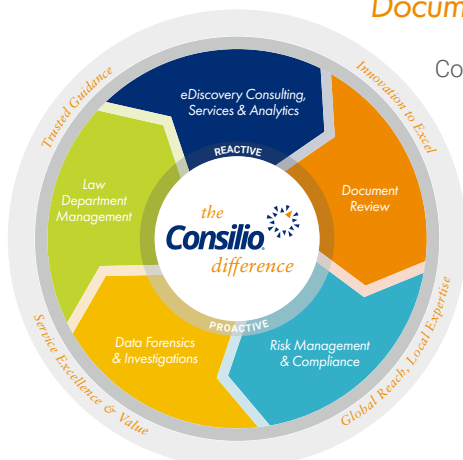 Docum
Co
Trusted Guidance
Innovation to Excel
eDiscovery Consulting,
Services & Analytics
REACTIVE
Law
Department
Management
Document
Review
the
Consilio
difference
PROACTIVE
Data Forensics
& Investigations
Risk Management
& Compliance
Service Excellence & Value
Global Reach, Local Expertise